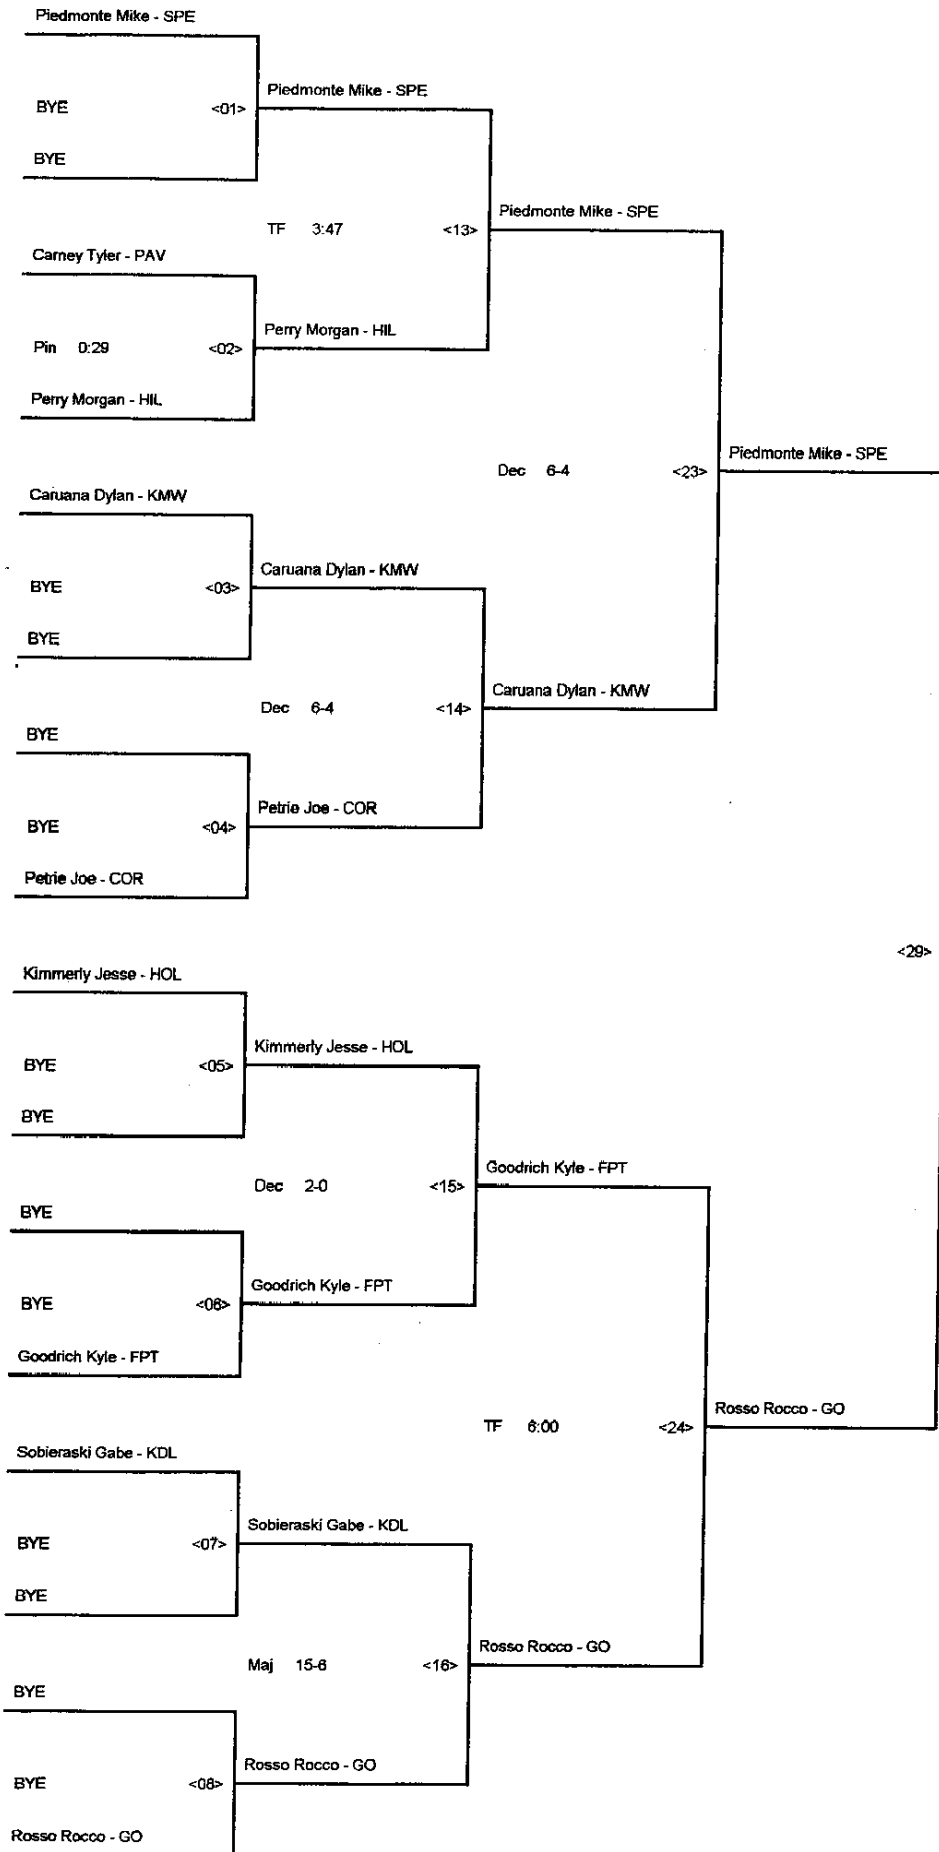 Piedmonte Mike - SPE
Piedmonte Mike - SPE
BYE <01>
BYE
Piedmonte Mike - SPE
TF 3:47 <13>
Carney Tyler - PAV
Perry Morgan - HIL
Pin 0:29 <02>
Perry Morgan - HIL
Piedmonte Mike - SPE
Dec 6-4 <23>
Caruana Dylan - KMW
Caruana Dylan - KMW
BYE <03>
BYE
Caruana Dylan - KMW
Dec 6-4 <14>
BYE
Petrie Joe - COR
BYE <04>
Petrie Joe - COR
<29>
Kimmerly Jesse - HOL
Kimmerly Jesse - HOL
BYE <05>
BYE
Goodrich Kyle - FPT
Dec 2-0 <15>
BYE
Goodrich Kyle - FPT
BYE <06>
Goodrich Kyle - FPT
Rosso Rocco - GO
TF 6:00 <24>
Sobieraski Gabe - KDL
Sobieraski Gabe - KDL
BYE <07>
BYE
Rosso Rocco - GO
Maj 15-6 <16>
BYE
Rosso Rocco - GO
BYE <08>
Rosso Rocco - GO